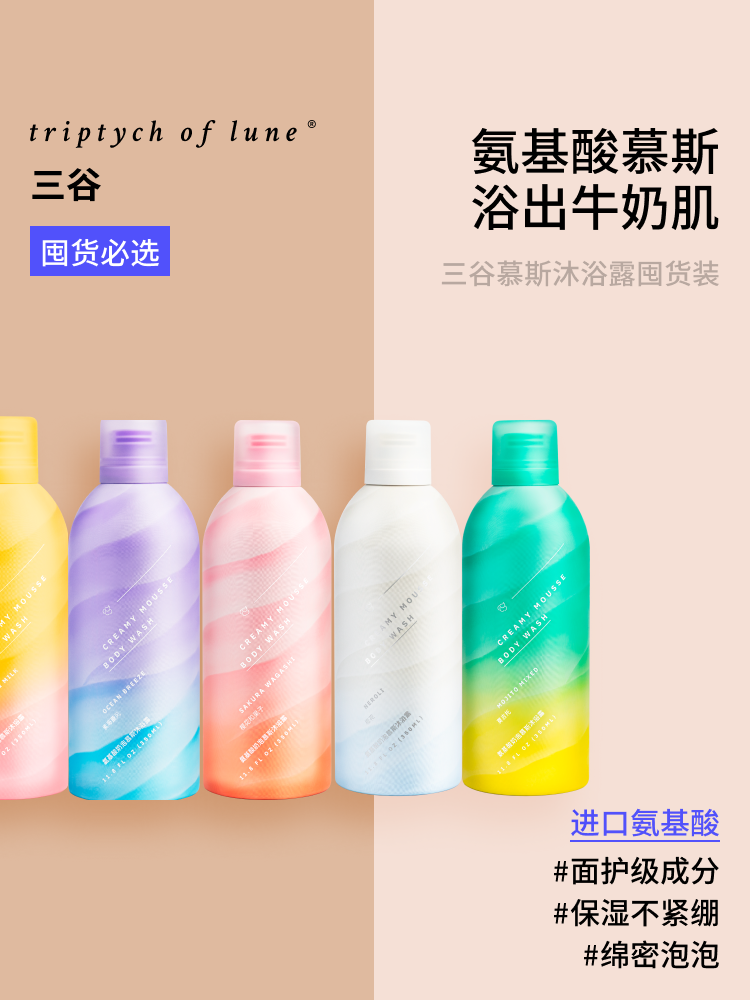 triptych of lune®
三谷
囤货必选
氨基酸慕斯
浴出牛奶肌
三谷慕斯沐浴露囤货装
MILK
CREAMY MOUSSE
BODY WASH
OCEAN BREEZE
CREAMY MOUSSE
BODY WASH
SAKURA WAGASHI
WASH
NEROLI
CREAMY MOUSSE
BODY WASH
MOJITO MIXED
进口氨基酸
#面护级成分
#保湿不紧绷
#绵密泡泡